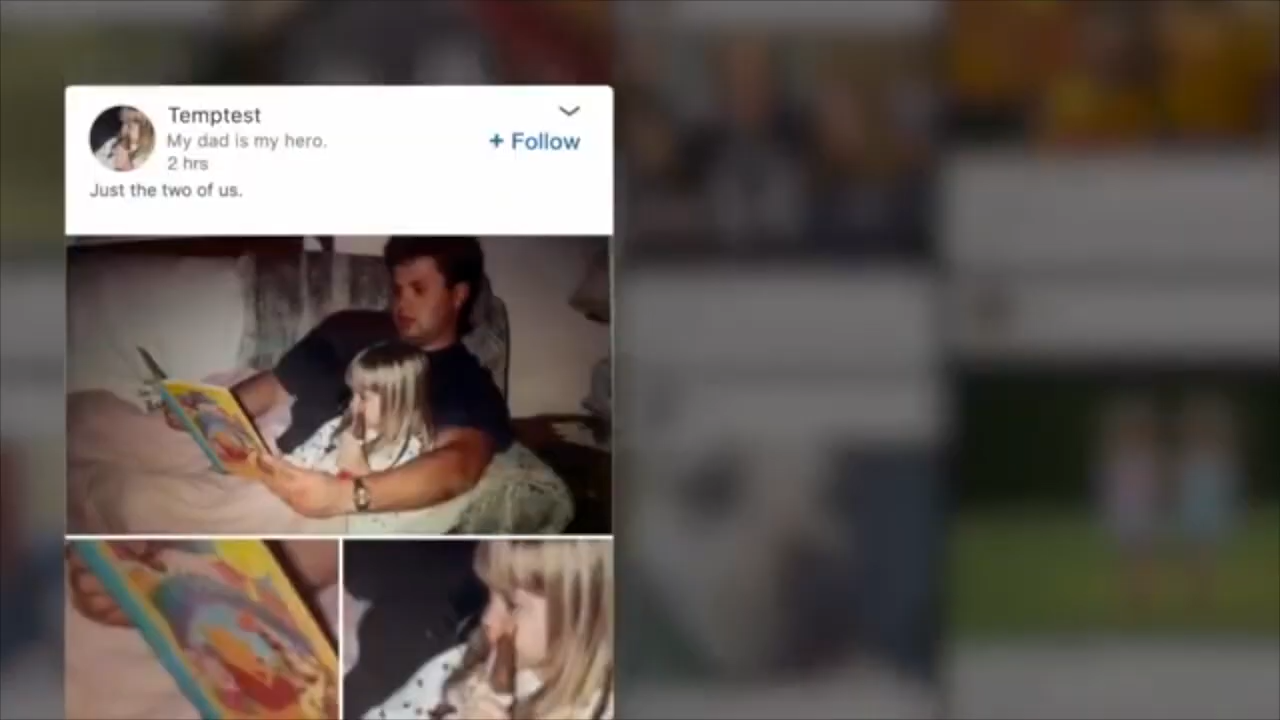 Temptest
My dad is my hero.
+ Follow
2 hrs
Just the two of us.